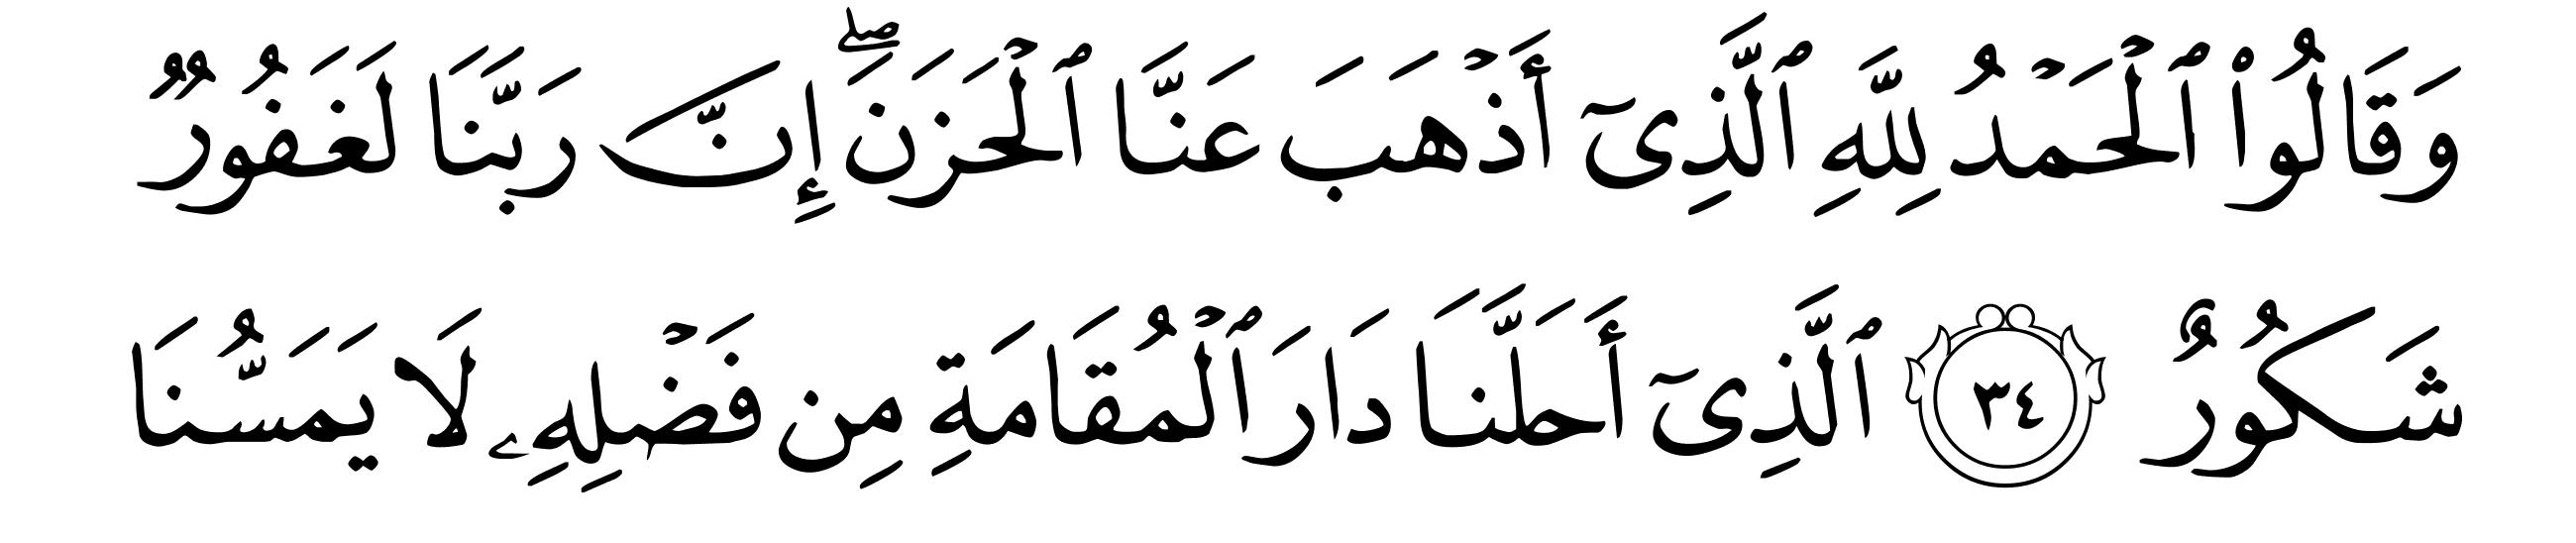 وَقَالُوا۟ ٱلْحَمْدُ لِلَّهِ ٱلَّذِىٓ أَذْهَبَ عَنَّا ٱلْحَزَنَ ۖ إِنَّ رَبَّنَا لَغَفُورٌۭ
شَكُورٌ ٣٤ ٱلَّذِىٓ أَحَلَّنَا دَارَ ٱلْمُقَامَةِ مِن فَضْلِهِۦ لَا يَمَسُّنَا